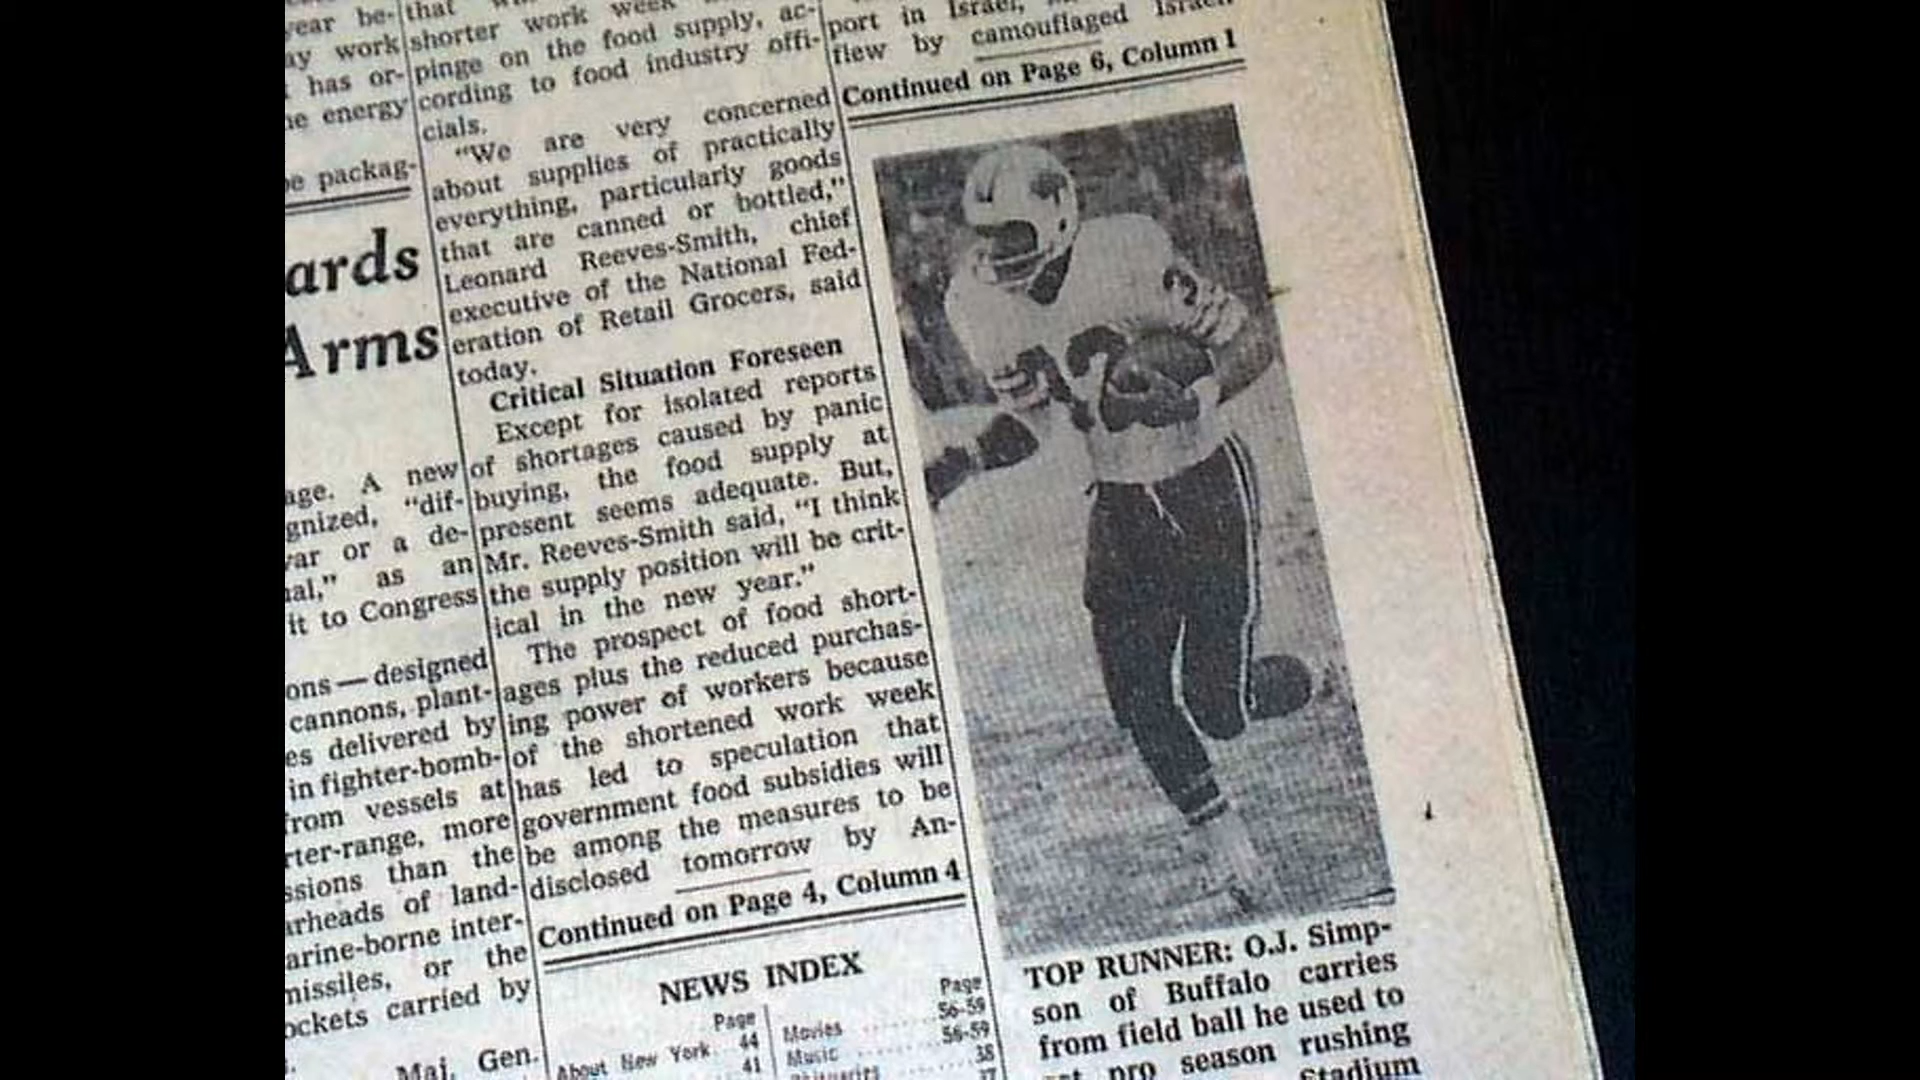 year be-
ay work
has or-
he energy
be packag-
ards
Arms
age. A new
gnized, "dif-
war or a de-
nal," as an
it to Congress
ons — designed
cannons, plant-
es delivered by
in fighter-bomb-
from vessels at
rter-range, more
ssions than the
arheads of land-
arine-borne inter-
missiles, or the
ockets carried by
Maj. Gen.
that
shorter work week
pinge on the food supply, ac-
cording to food industry offi-
cials.
"We are very concerned
about supplies of practically
everything, particularly goods
that are canned or bottled,"
Leonard Reeves-Smith, chief
executive of the National Fed-
eration of Retail Grocers, said
today.
Critical Situation Foreseen
Except for isolated reports
of shortages caused by panic
buying, the food supply at
present seems adequate. But,
Mr. Reeves-Smith said, "I think
the supply position will be crit-
ical in the new year."
The prospect of food short-
ages plus the reduced purchas-
ing power of workers because
of the shortened work week
has led to speculation that
government food subsidies will
be among the measures to be
disclosed tomorrow by An-
Continued on Page 4, Column 4
NEWS INDEX
Page
About New York 44
41
Page
Movies 56-59
Music 56-59
Obituaries 38
37
port in Israel,
flew by camouflaged Israeli
Continued on Page 6, Column 1
32
TOP RUNNER: O.J. Simp-
son of Buffalo carries
from field ball he used to
set pro season rushing
Stadium